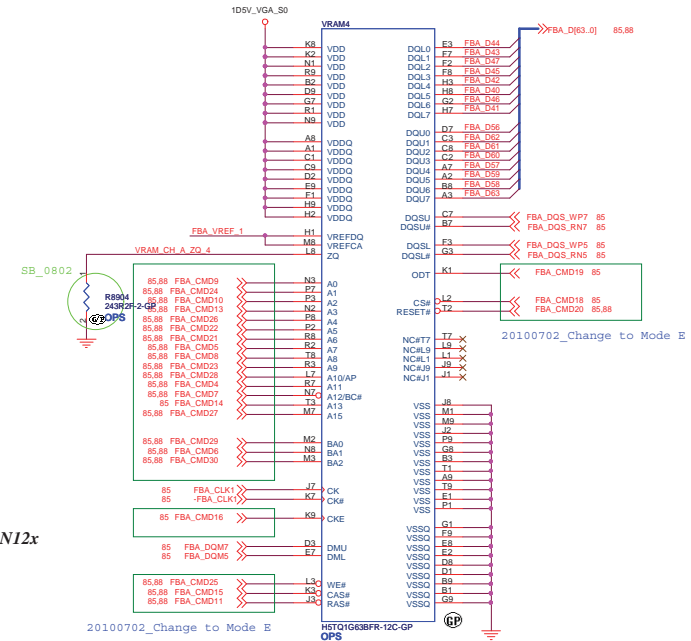 1D5V_VGA_S0
VRAM4
FBA_D[63..0] 85,88
K8 VDD
K2 VDD
N1 VDD
R9 VDD
B2 VDD
D9 VDD
G7 VDD
R1 VDD
N9 VDD
A8 VDDQ
A1 VDDQ
C1 VDDQ
C9 VDDQ
D2 VDDQ
E9 VDDQ
F1 VDDQ
H9 VDDQ
H2 VDDQ
FBA_VREF_1 H1 VREFDQ
M8 VREFCA
VRAM_CH_A_ZQ_4 L8 ZQ
SB_0802
R8904
243R2F-2-GP
OPS
2
GP
85,88 FBA_CMD9 N3 A0
85,88 FBA_CMD24 P7 A1
85,88 FBA_CMD10 P3 A2
85,88 FBA_CMD13 N2 A3
85,88 FBA_CMD26 P8 A4
85,88 FBA_CMD22 P2 A5
85,88 FBA_CMD21 R8 A6
85,88 FBA_CMD5 R2 A7
85,88 FBA_CMD8 T8 A8
85,88 FBA_CMD23 R3 A9
85,88 FBA_CMD28 L7 A10/AP
85,88 FBA_CMD4 R7 A11
85,88 FBA_CMD7 N7 A12/BC#
85 FBA_CMD14 T3 A13
85,88 FBA_CMD27 M7 A15
85,88 FBA_CMD29 M2 BA0
85,88 FBA_CMD6 N8 BA1
85,88 FBA_CMD30 M3 BA2
85 FBA_CLK1 J7 CK
85 -FBA_CLK1 K7 CK#
85 FBA_CMD16 K9 CKE
N12x
85 FBA_DQM7 D3 DMU
85 FBA_DQM5 E7 DML
85,88 FBA_CMD25 L3 WE#
85,88 FBA_CMD15 K3 CAS#
85,88 FBA_CMD11 J3 RAS#
20100702_Change to Mode E
DQL0 E3 FBA_D44
DQL1 F7 FBA_D43
DQL2 F2 FBA_D47
DQL3 F8 FBA_D45
DQL4 H3 FBA_D42
DQL5 H8 FBA_D40
DQL6 G2 FBA_D46
DQL7 H7 FBA_D41
DQU0 D7 FBA_D56
DQU1 C3 FBA_D62
DQU2 C8 FBA_D61
DQU3 C2 FBA_D60
DQU4 A7 FBA_D57
DQU5 A2 FBA_D59
DQU6 B8 FBA_D58
DQU7 A3 FBA_D63
DQSU C7 FBA_DQS_WP7 85
DQSU# B7 FBA_DQS_RN7 85
DQSL F3 FBA_DQS_WP5 85
DQSL# G3 FBA_DQS_RN5 85
ODT K1 FBA_CMD19 85
CS# L2 FBA_CMD18 85
RESET# T2 FBA_CMD20 85,88
20100702_Change to Mode E
NC#T7 T7
NC#L9 L9
NC#L1 L1
NC#J9 J9
NC#J1 J1
VSS J8
VSS M1
VSS M9
VSS J2
VSS P9
VSS G8
VSS B3
VSS T1
VSS A9
VSS T9
VSS E1
VSS P1
VSSQ G1
VSSQ F9
VSSQ E8
VSSQ E2
VSSQ D8
VSSQ D1
VSSQ B9
VSSQ B1
VSSQ G9
H5TQ1G63BFR-12C-GP
OPS
GP